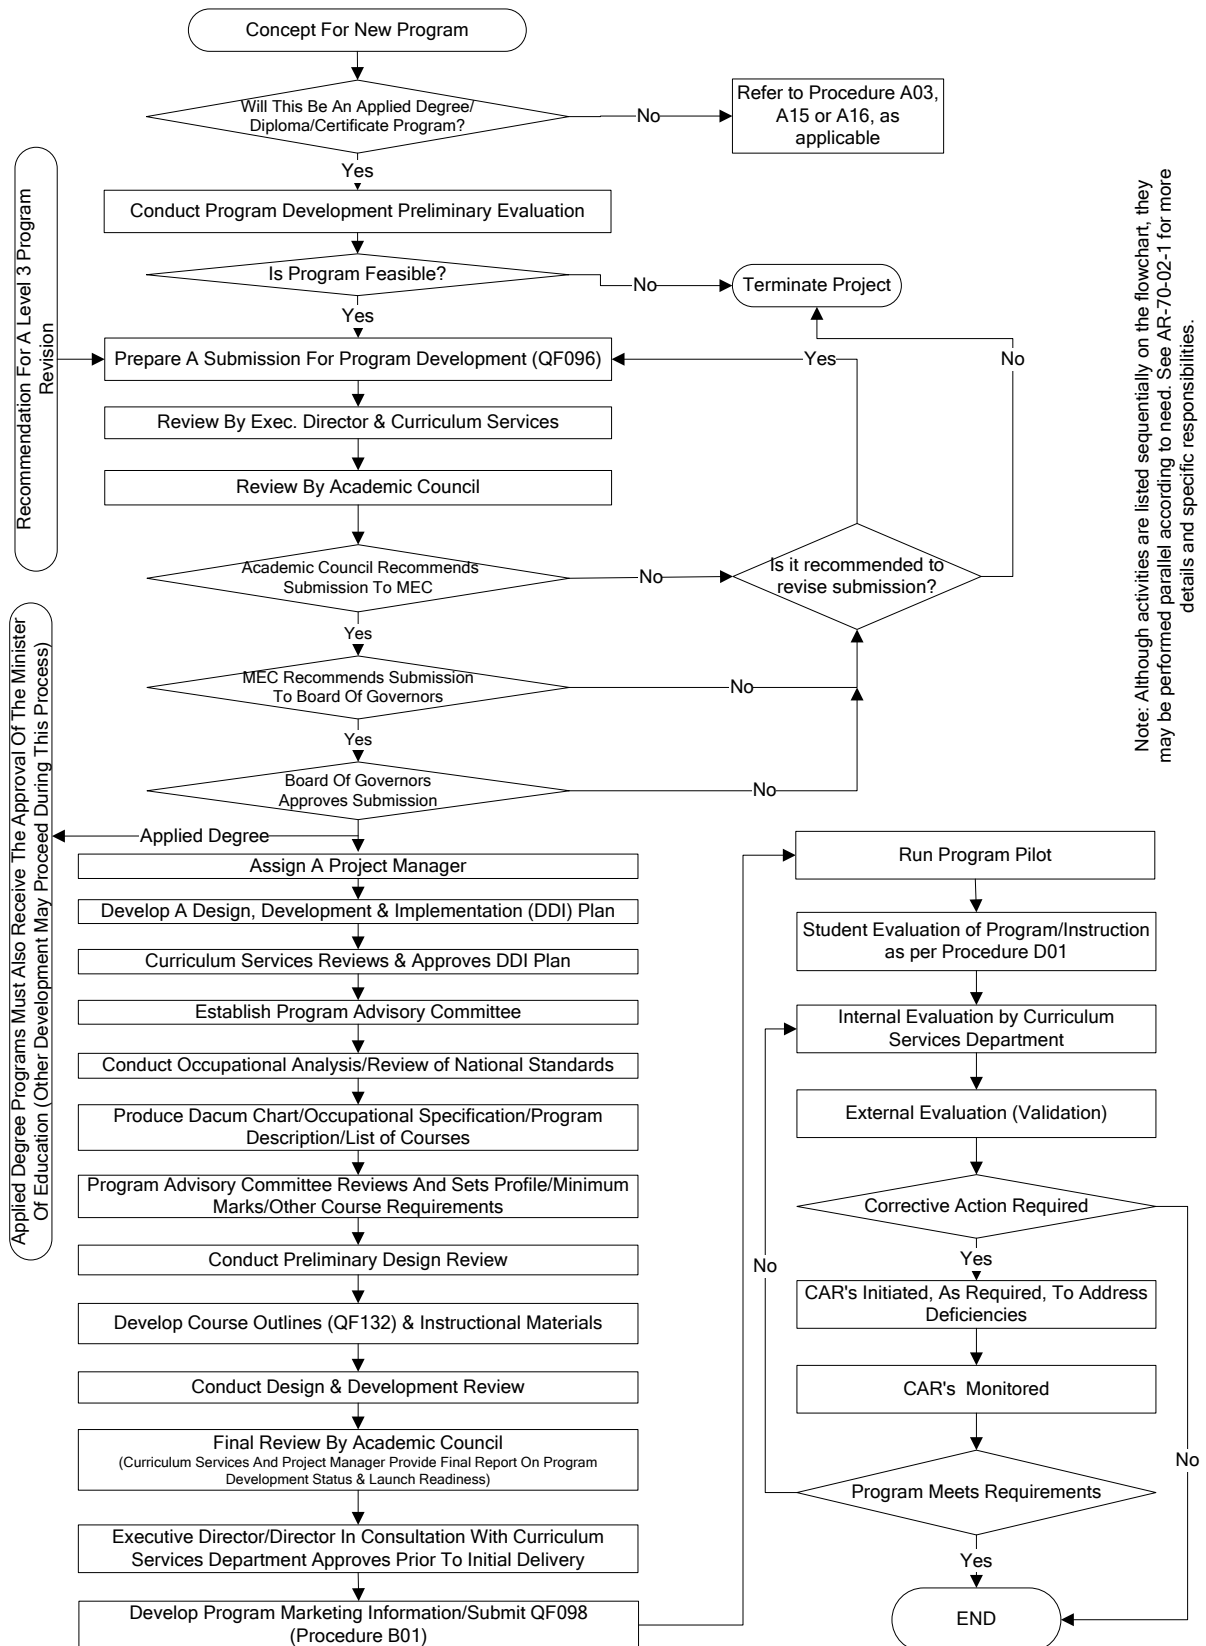 Concept For New Program
Will This Be An Applied Degree/
Diploma/Certificate Program?
No
Refer to Procedure A03,
A15 or A16, as
applicable
Yes
Conduct Program Development Preliminary Evaluation
Is Program Feasible?
No
Terminate Project
Yes
Recommendation For A Level 3 Program
Revision
Prepare A Submission For Program Development (QF096)
Yes
No
Review By Exec. Director & Curriculum Services
Review By Academic Council
Academic Council Recommends
Submission To MEC
No
Is it recommended to
revise submission?
Yes
MEC Recommends Submission
To Board Of Governors
No
Yes
Board Of Governors
Approves Submission
No
Note: Although activities are listed sequentially on the flowchart, they
may be performed parallel according to need. See AR-70-02-1 for more
details and specific responsibilities.
Applied Degree Programs Must Also Receive The Approval Of The Minister
Of Education (Other Development May Proceed During This Process)
Applied Degree
Assign A Project Manager
Develop A Design, Development & Implementation (DDI) Plan
Curriculum Services Reviews & Approves DDI Plan
Establish Program Advisory Committee
Conduct Occupational Analysis/Review of National Standards
Produce Dacum Chart/Occupational Specification/Program
Description/List of Courses
Program Advisory Committee Reviews And Sets Profile/Minimum
Marks/Other Course Requirements
Conduct Preliminary Design Review
Develop Course Outlines (QF132) & Instructional Materials
Conduct Design & Development Review
Final Review By Academic Council
(Curriculum Services And Project Manager Provide Final Report On Program
Development Status & Launch Readiness)
Executive Director/Director In Consultation With Curriculum
Services Department Approves Prior To Initial Delivery
Develop Program Marketing Information/Submit QF098
(Procedure B01)
Run Program Pilot
Student Evaluation of Program/Instruction
as per Procedure D01
Internal Evaluation by Curriculum
Services Department
External Evaluation (Validation)
Corrective Action Required
Yes
No
CAR's Initiated, As Required, To Address
Deficiencies
CAR's  Monitored
Program Meets Requirements
No
Yes
END